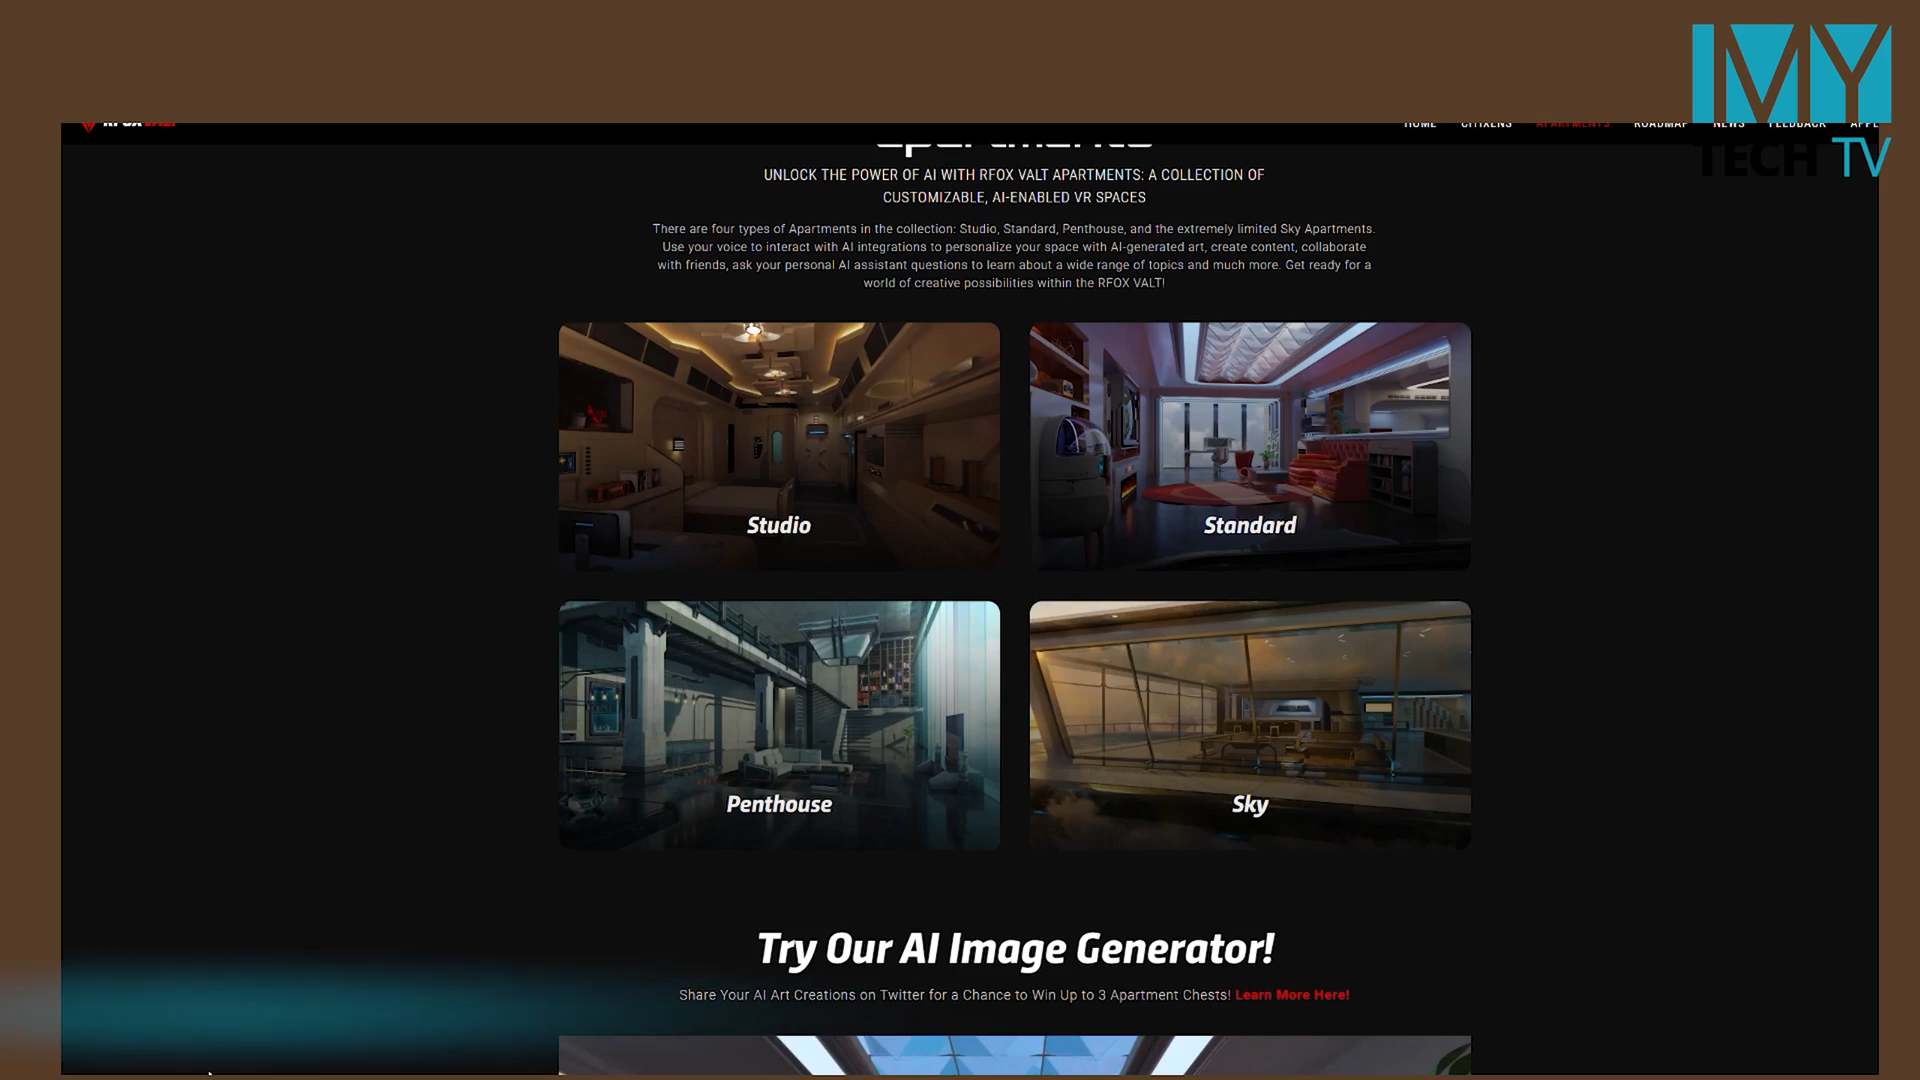 IMY
TECH TV
RFOX VALT
HOME CITIZENS APARTMENTS ROADMAP NEWS FEEDBACK
apartments
UNLOCK THE POWER OF AI WITH RFOX VALT APARTMENTS: A COLLECTION OF
CUSTOMIZABLE, AI-ENABLED VR SPACES
There are four types of Apartments in the collection: Studio, Standard, Penthouse, and the extremely limited Sky Apartments.
Use your voice to interact with AI integrations to personalize your space with AI-generated art, create content, collaborate
with friends, ask your personal AI assistant questions to learn about a wide range of topics and much more. Get ready for a
world of creative possibilities within the RFOX VALT!
Studio
Standard
Penthouse
Sky
Try Our AI Image Generator!
Share Your AI Art Creations on Twitter for a Chance to Win Up to 3 Apartment Chests! Learn More Here!